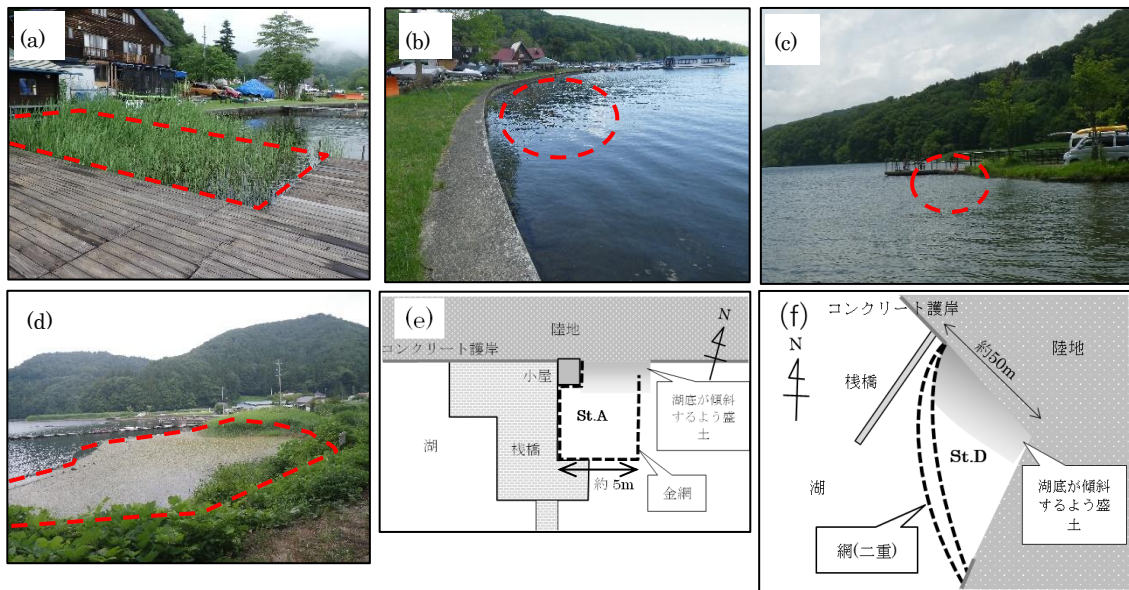 (a)
(b)
(c)
(d)
(e)
陸地
N
コンクリート護岸
小屋
St.A
湖底が傾斜
するよう盛
土
湖
桟橋
約 5m
金網
(f)
コンクリート護岸
N
約50m
陸地
桟橋
St.D
湖
湖底が傾斜
するよう盛
土
網(二重)